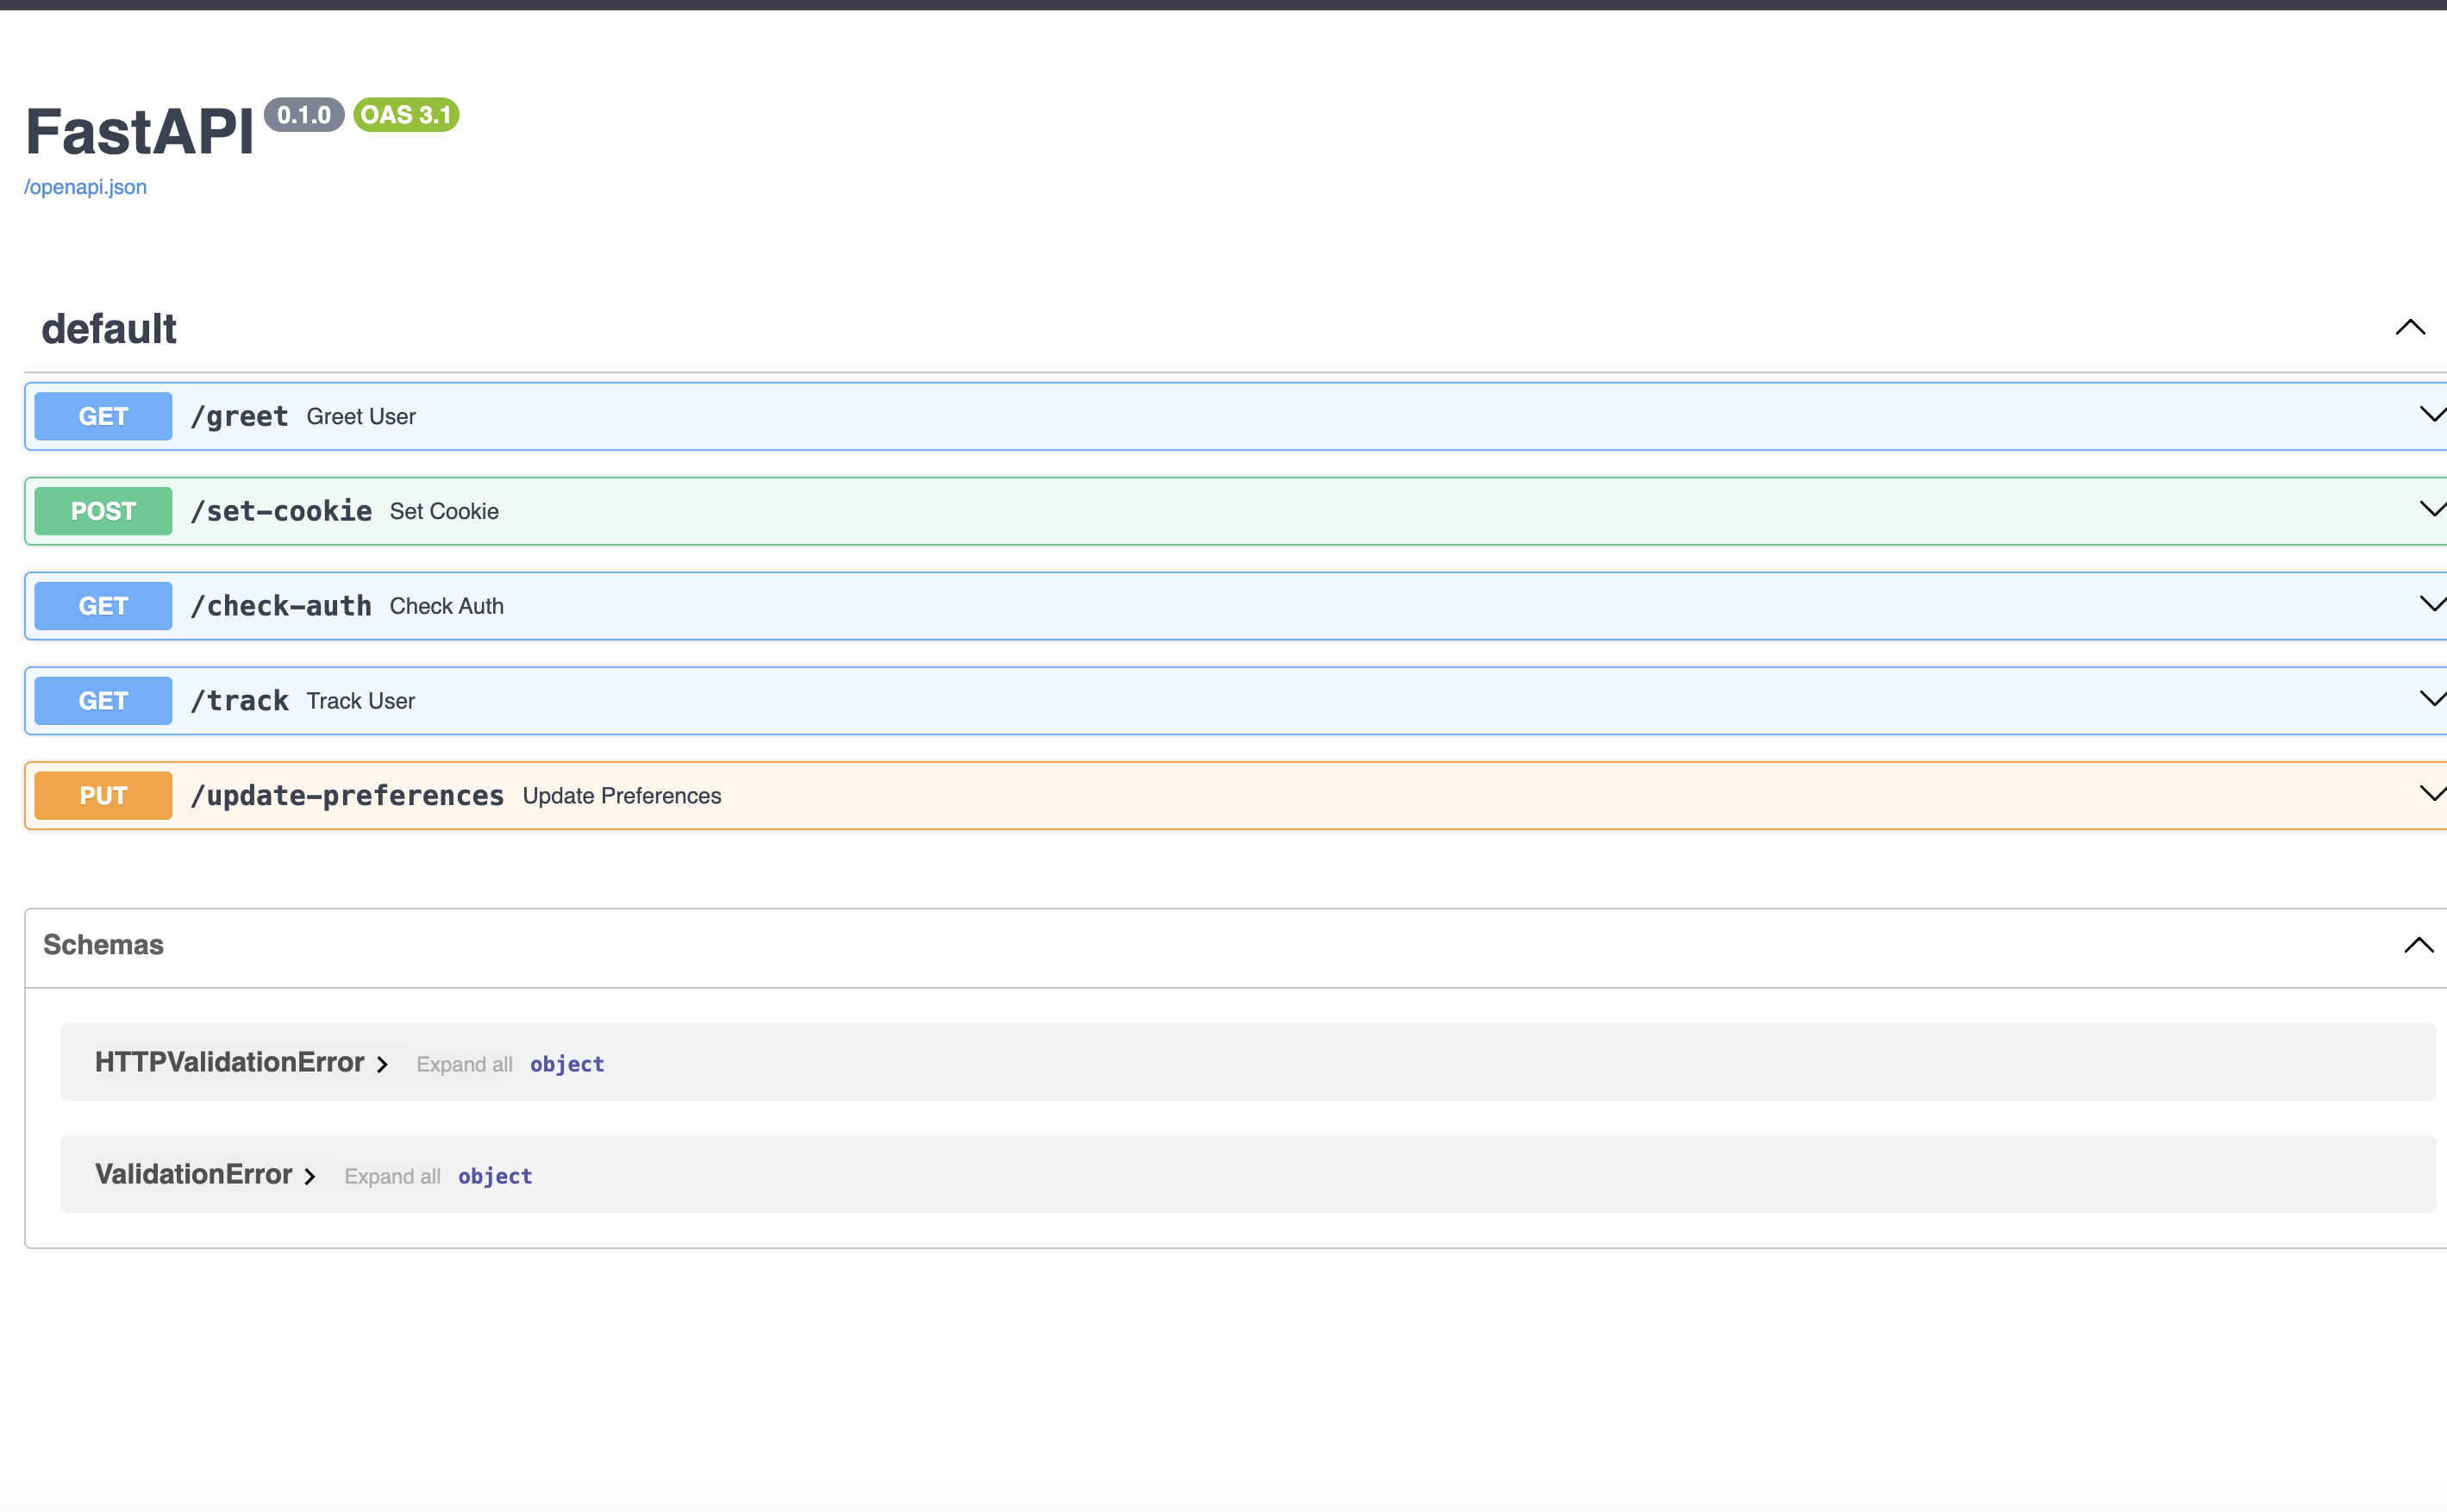 FastAPI 0.1.0 OAS 3.1
/openapi.json
default
GET /greet Greet User
POST /set-cookie Set Cookie
GET /check-auth Check Auth
GET /track Track User
PUT /update-preferences Update Preferences
Schemas
HTTPValidationError Expand all object
ValidationError Expand all object